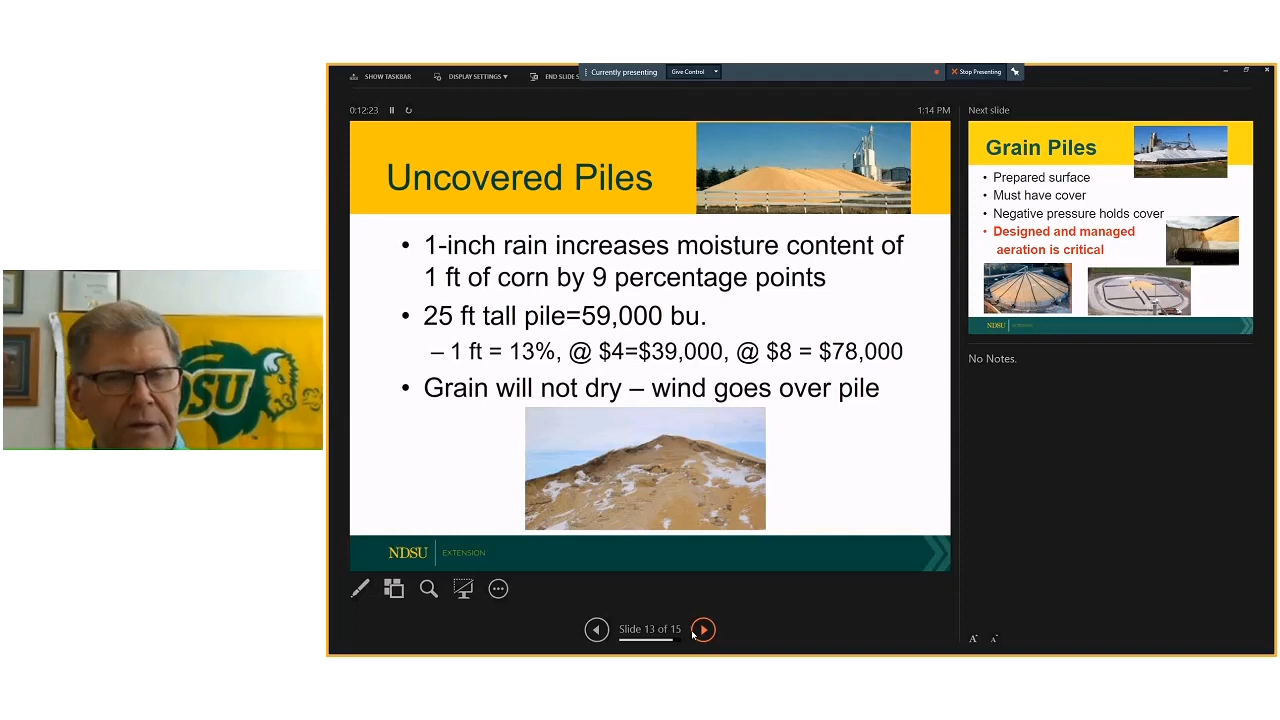 SHOW TASKBAR
DISPLAY SETTINGS ▼
END SLIDE S
Currently presenting
Give Control
Stop Presenting
0:12:23
1:14 PM
Uncovered Piles
• 1-inch rain increases moisture content of
1 ft of corn by 9 percentage points
• 25 ft tall pile=59,000 bu.
– 1 ft = 13%, @ $4=$39,000, @ $8 = $78,000
• Grain will not dry – wind goes over pile
NDSU
EXTENSION
Slide 13 of 15
Next slide
Grain Piles
• Prepared surface
• Must have cover
• Negative pressure holds cover
• Designed and managed
aeration is critical
NDSU
EXTENSION
No Notes.
A
A
DSU